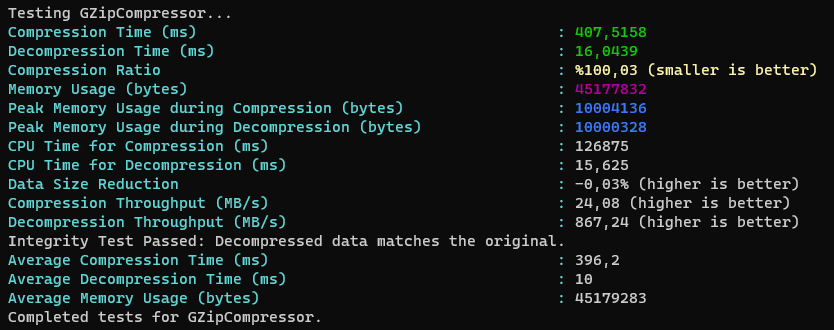 Testing GZipCompressor...
Compression Time (ms) : 407,5158
Decompression Time (ms) : 16,0439
Compression Ratio : %100,03 (smaller is better)
Memory Usage (bytes) : 45177832
Peak Memory Usage during Compression (bytes) : 10004136
Peak Memory Usage during Decompression (bytes) : 10000328
CPU Time for Compression (ms) : 126875
CPU Time for Decompression (ms) : 15,625
Data Size Reduction : -0,03% (higher is better)
Compression Throughput (MB/s) : 24,08 (higher is better)
Decompression Throughput (MB/s) : 867,24 (higher is better)
Integrity Test Passed: Decompressed data matches the original.
Average Compression Time (ms) : 396,2
Average Decompression Time (ms) : 10
Average Memory Usage (bytes) : 45179283
Completed tests for GZipCompressor.